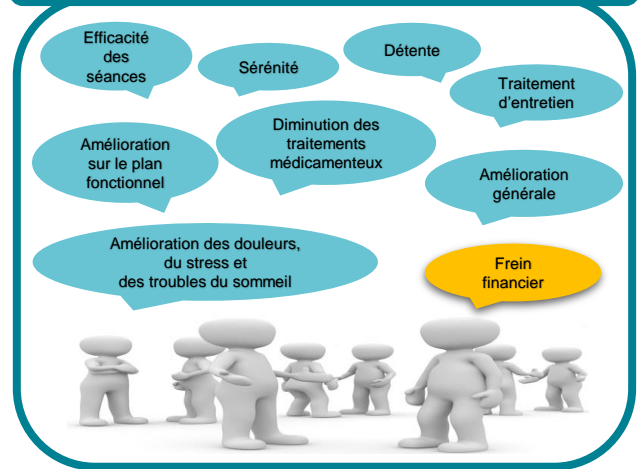 Efficacité
des
séances
Sérénité
Détente
Traitement
d'entretien
Amélioration
sur le plan
fonctionnel
Diminution des
traitements
médicamenteux
Amélioration
générale
Amélioration des douleurs,
du stress et
des troubles du sommeil
Frein
financier